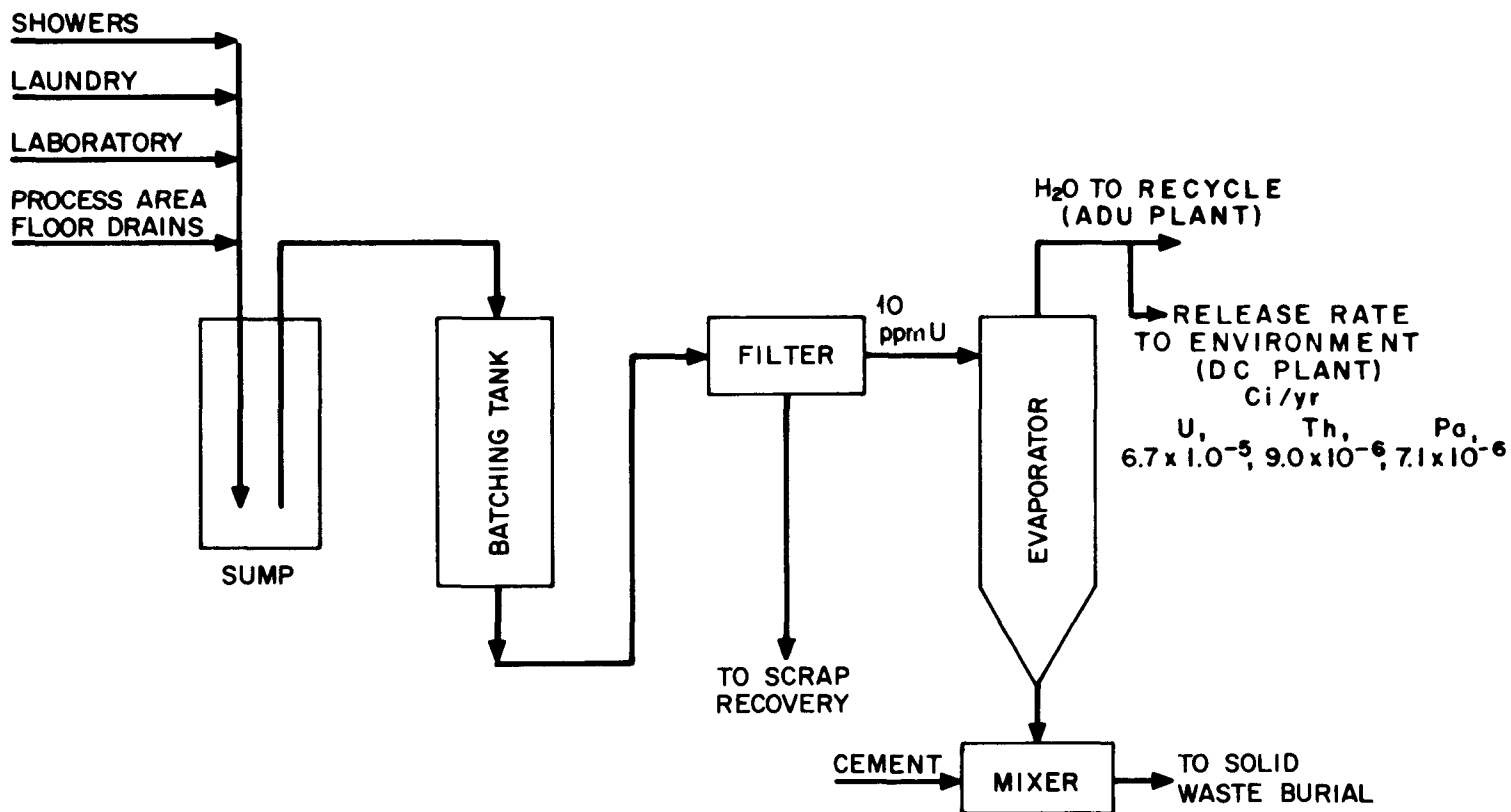 SHOWERS
LAUNDRY
LABORATORY
PROCESS AREA
FLOOR DRAINS
SUMP
BATCHING TANK
FILTER
TO SCRAP
RECOVERY
10
ppm U
EVAPORATOR
H₂O TO RECYCLE
(ADU PLANT)
RELEASE RATE
TO ENVIRONMENT
(DC PLANT)
Ci/yr
U, Th, Pa,
6.7 x 1.0⁻⁵, 9.0 x 10⁻⁶, 7.1 x 10⁻⁶
CEMENT
MIXER
TO SOLID
WASTE BURIAL